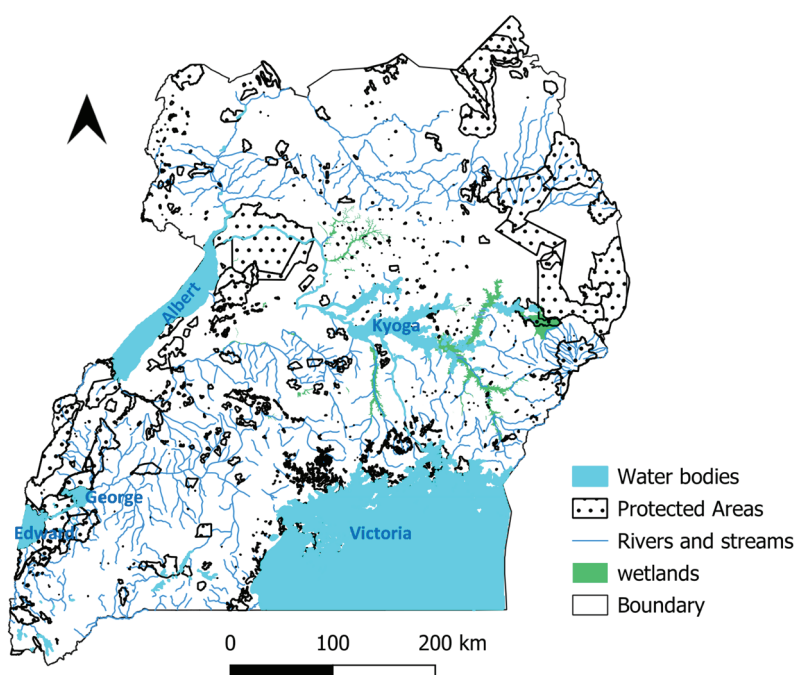 Albert
Kyoga
George
Edward
Victoria
Water bodies
Protected Areas
Rivers and streams
wetlands
Boundary
0 100 200 km